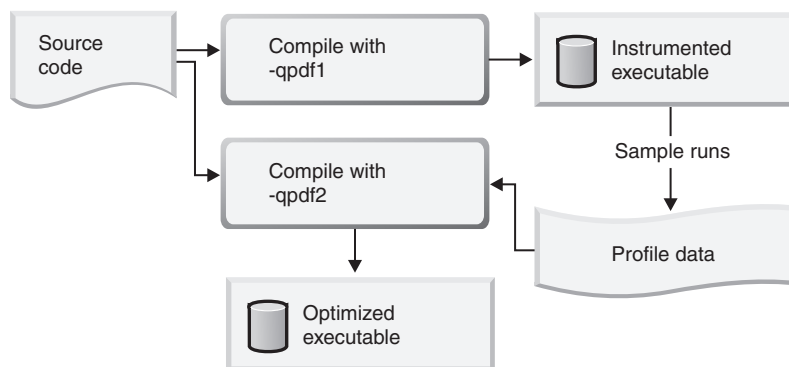 Source
code
Compile with
-qpdf1
Instrumented
executable
Sample runs
Compile with
-qpdf2
Profile data
Optimized
executable